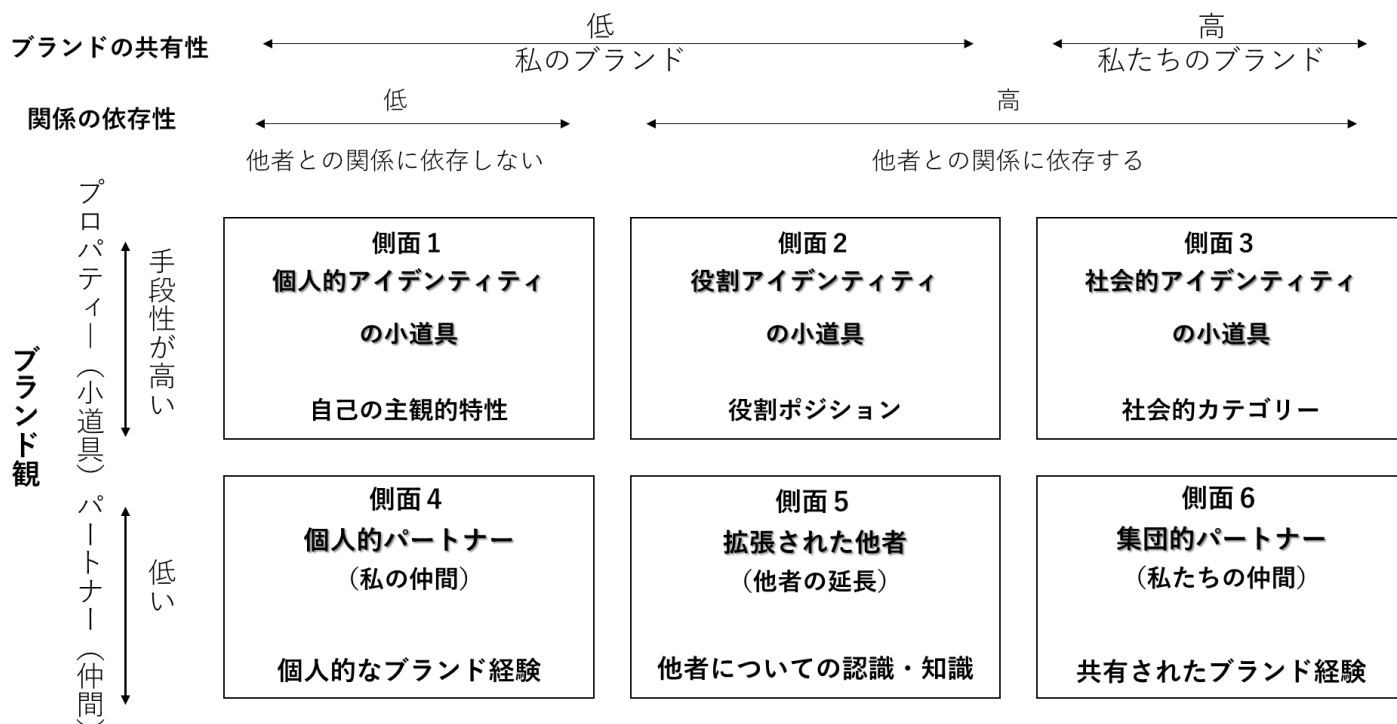 ブランドの共有性
低
私のブランド
高
私たちのブランド
関係の依存性
低
他者との関係に依存しない
高
他者との関係に依存する
ブランド観
プロパティー（小道具）
手段性が高い
側面１
個人的アイデンティティ
の小道具
自己の主観的特性
側面２
役割アイデンティティ
の小道具
役割ポジション
側面３
社会的アイデンティティ
の小道具
社会的カテゴリー
パートナー（仲間）
低い
側面４
個人的パートナー
（私の仲間）
個人的なブランド経験
側面５
拡張された他者
（他者の延長）
他者についての認識・知識
側面６
集団的パートナー
（私たちの仲間）
共有されたブランド経験